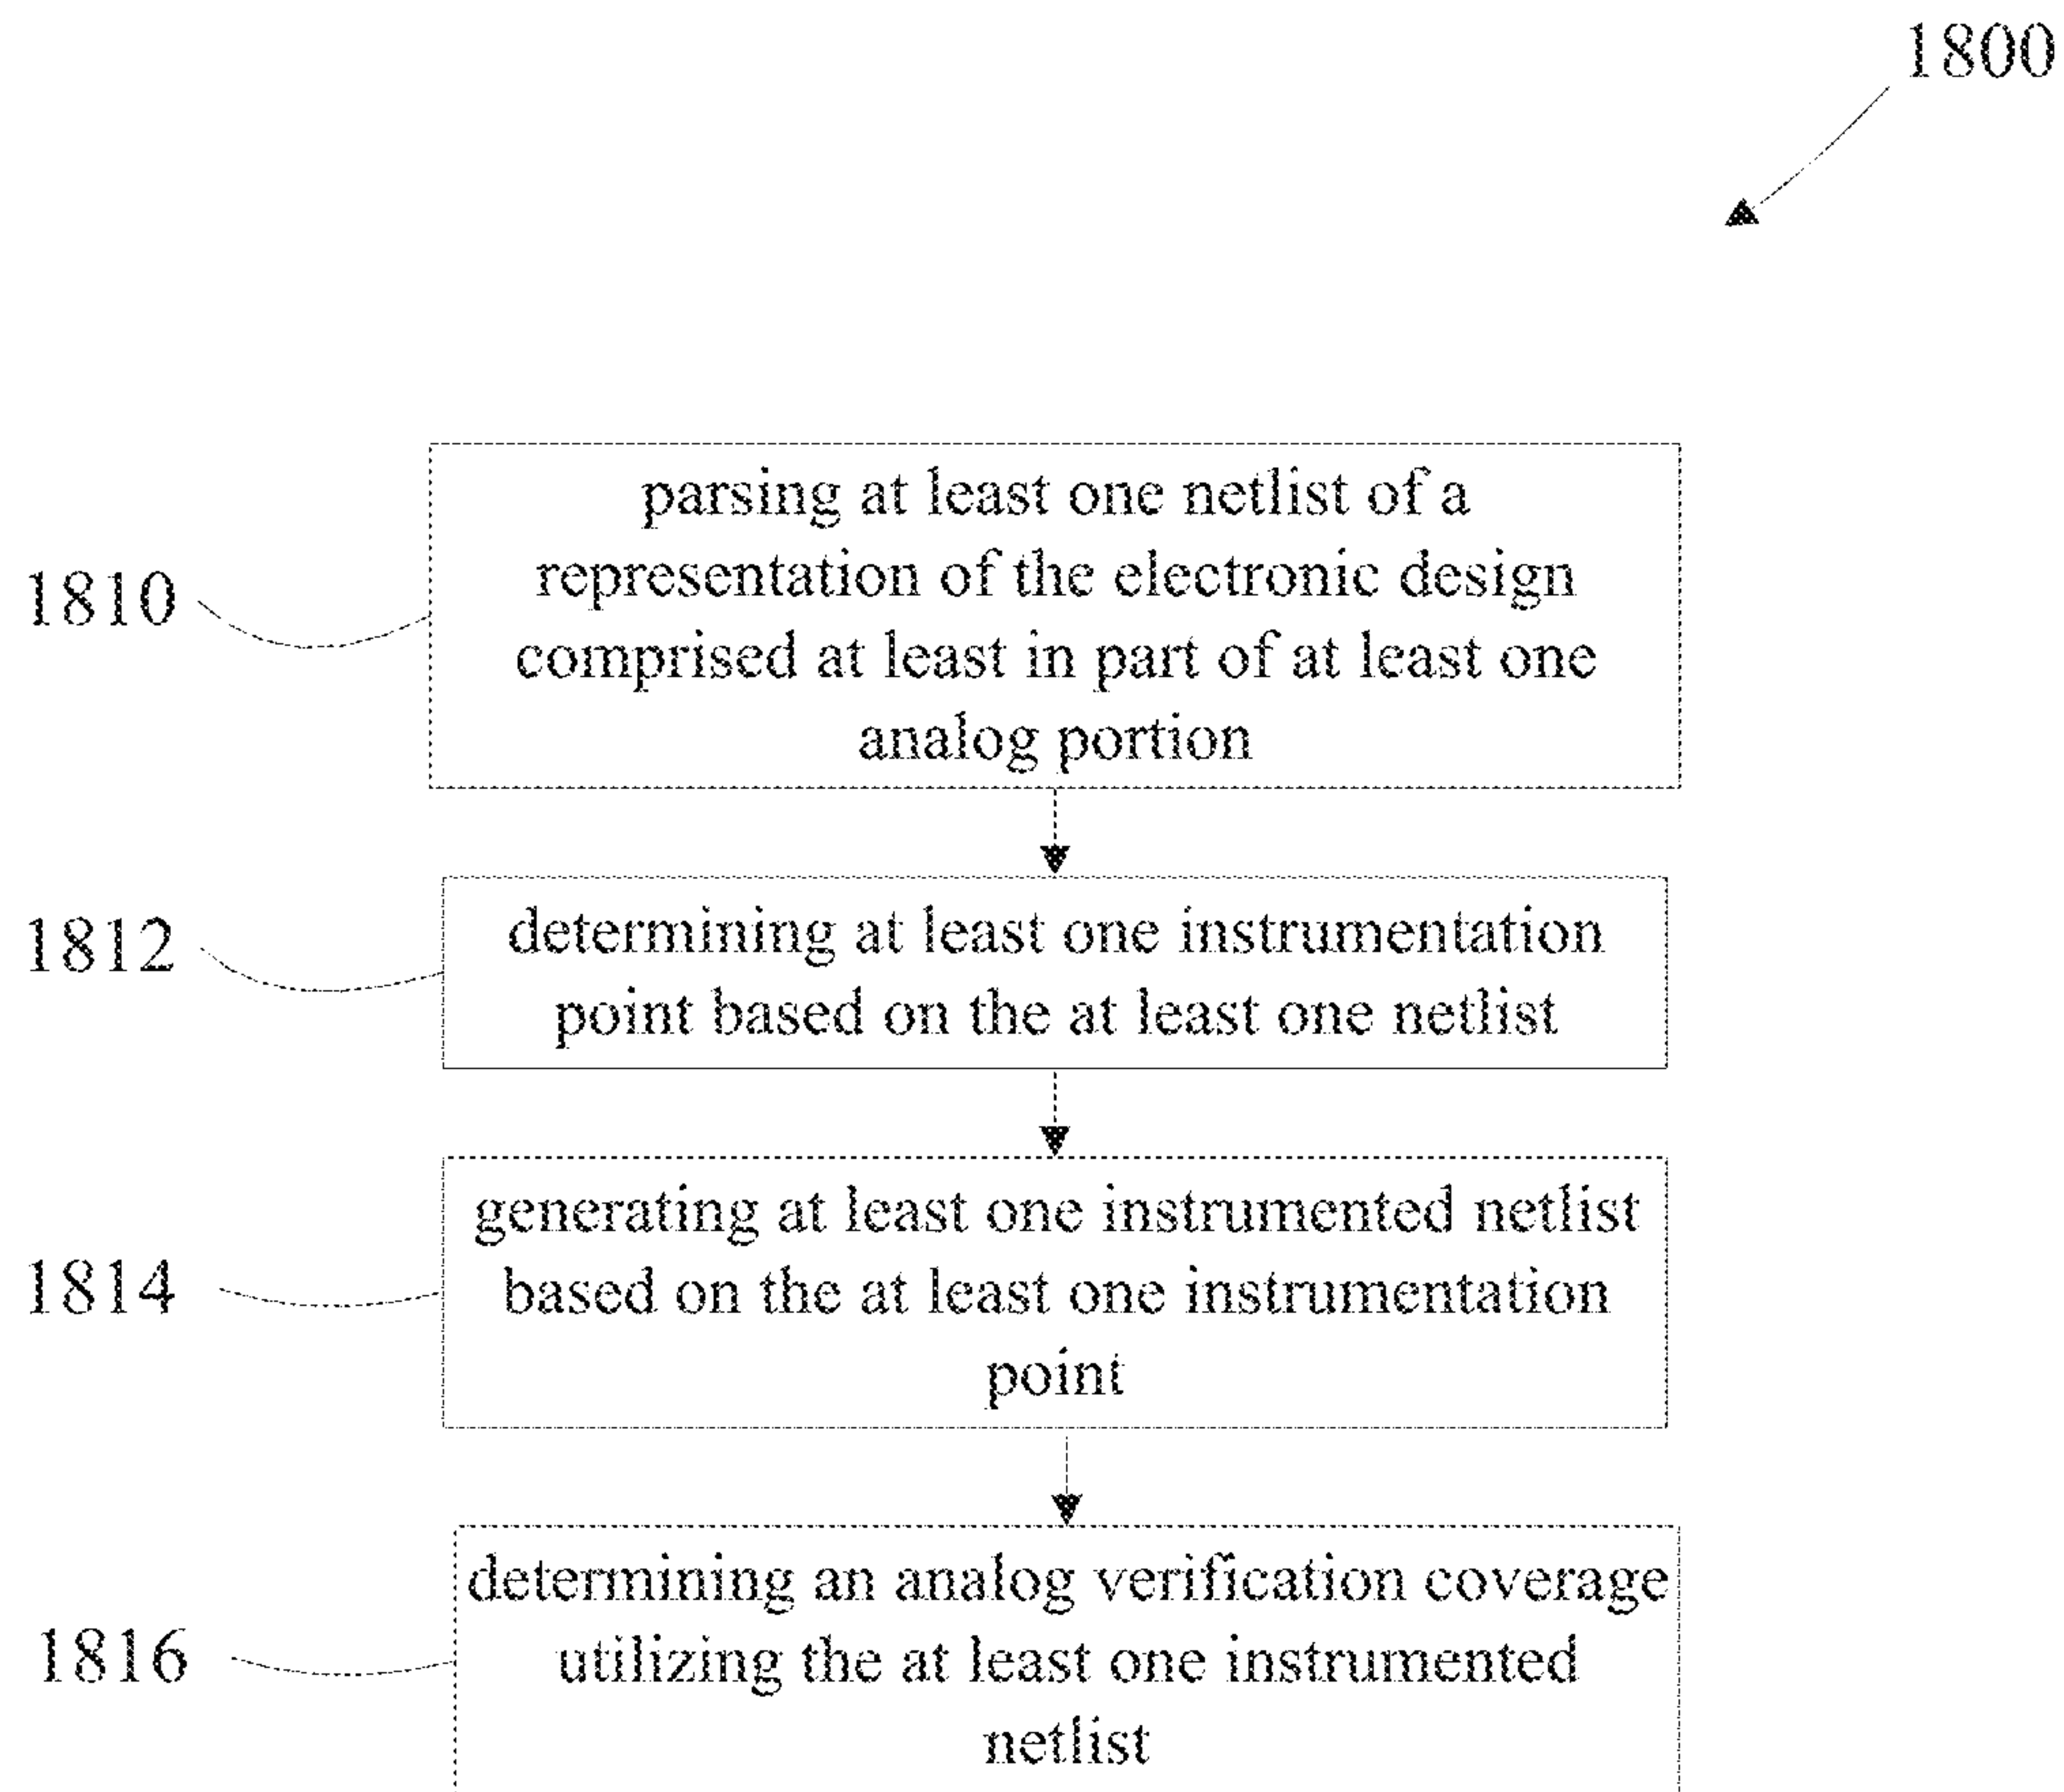 1800
1810
parsing at least one netlist of a
representation of the electronic design
comprised at least in part of at least one
analog portion
1812
determining at least one instrumentation
point based on the at least one netlist
1814
generating at least one instrumented netlist
based on the at least one instrumentation
point
1816
determining an analog verification coverage
utilizing the at least one instrumented
netlist